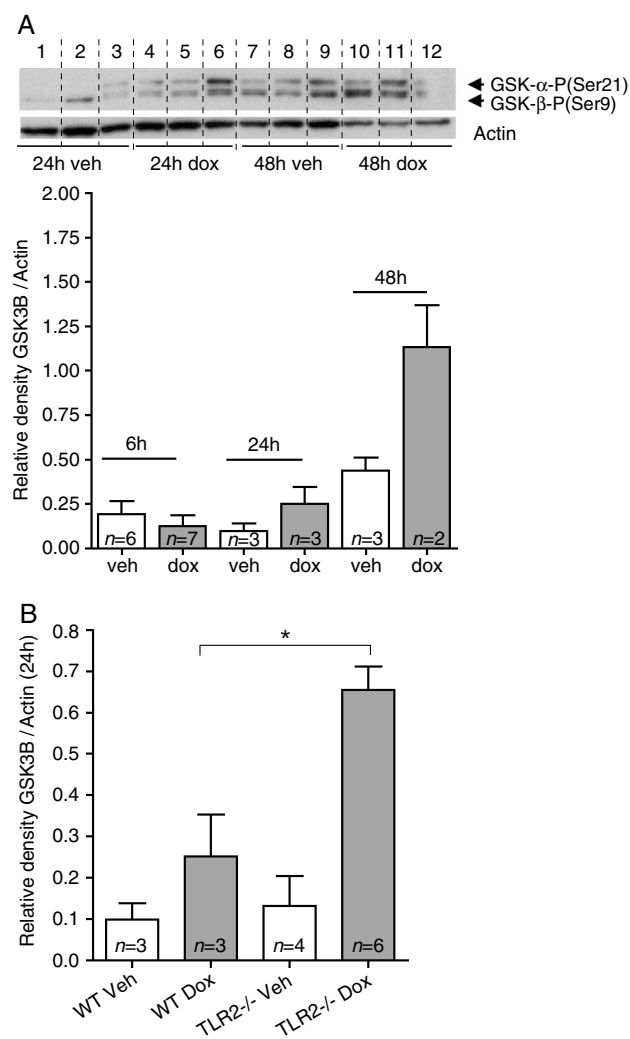 A
1 2 3 4 5 6 7 8 9 10 11 12
GSK-α-P(Ser21)
GSK-β-P(Ser9)
Actin
24h veh 24h dox 48h veh 48h dox
Relative density GSK3B / Actin
2.00
1.75
1.50
1.25
1.00
0.75
0.50
0.25
0.00
6h 24h 48h
n=6 n=7 n=3 n=3 n=3 n=2
veh dox veh dox veh dox
B
Relative density GSK3B / Actin (24h)
0.8
0.7
0.6
0.5
0.4
0.3
0.2
0.1
0.0
*
n=3 n=3 n=4 n=6
WT Veh WT Dox TLR2-/- Veh TLR2-/- Dox